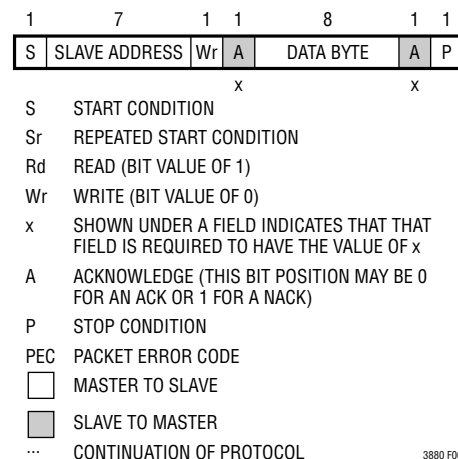 1 7 1 1 8 1 1
S SLAVE ADDRESS Wr A DATA BYTE A P
x x
S START CONDITION
Sr REPEATED START CONDITION
Rd READ (BIT VALUE OF 1)
Wr WRITE (BIT VALUE OF 0)
x SHOWN UNDER A FIELD INDICATES THAT THAT
FIELD IS REQUIRED TO HAVE THE VALUE OF x
A ACKNOWLEDGE (THIS BIT POSITION MAY BE 0
FOR AN ACK OR 1 FOR A NACK)
P STOP CONDITION
PEC PACKET ERROR CODE
MASTER TO SLAVE
SLAVE TO MASTER
... CONTINUATION OF PROTOCOL
3880